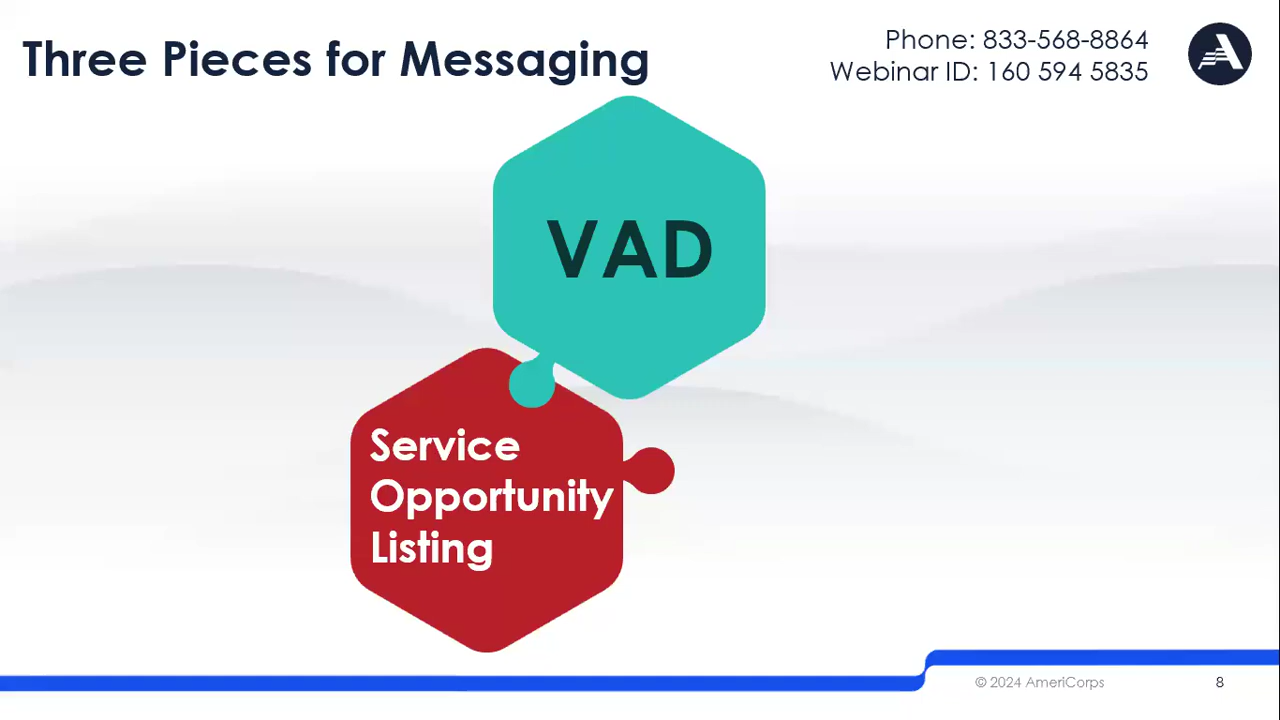 Three Pieces for Messaging
Phone: 833-568-8864
Webinar ID: 160 594 5835
VAD
Service
Opportunity
Listing
© 2024 AmeriCorps
8